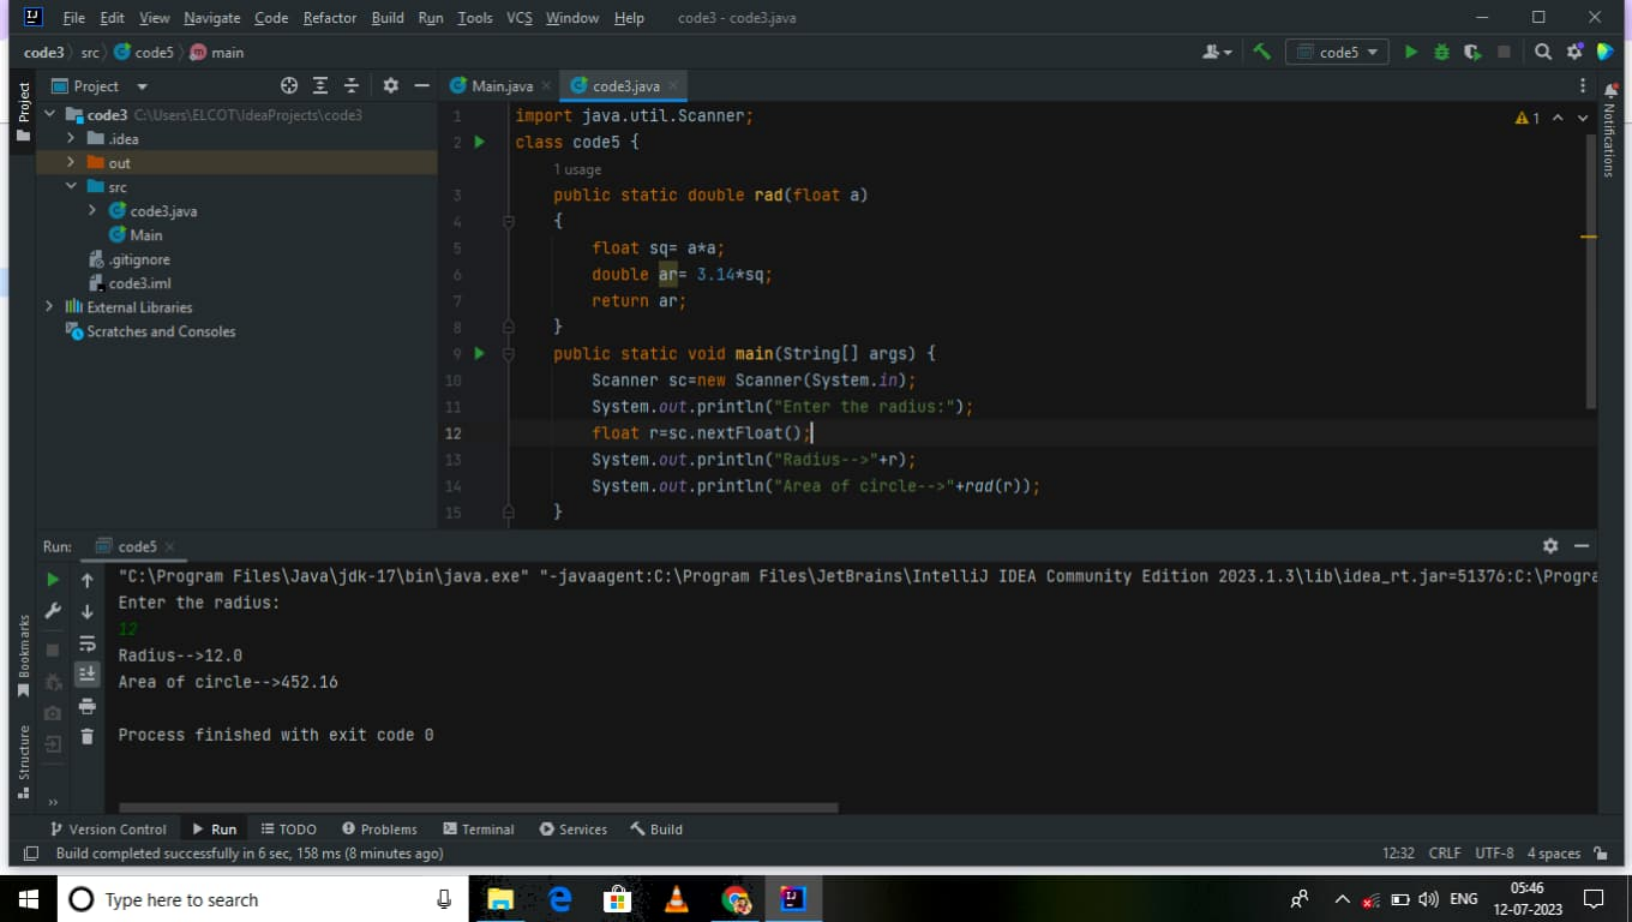 File Edit View Navigate Code Refactor Build Run Tools VCS Window Help code3 - code3.java
code3 src code5 main
code5
Project
Main.java code3.java
Project
code3 C:\Users\ELCOT\IdeaProjects\code3
.idea
out
src
code3.java
Main
.gitignore
code3.iml
External Libraries
Scratches and Consoles
1 import java.util.Scanner;
2 class code5 {
1 usage
3 public static double rad(float a)
4 {
5 float sq= a*a;
6 double ar= 3.14*sq;
7 return ar;
8 }
9 public static void main(String[] args) {
10 Scanner sc=new Scanner(System.in);
11 System.out.println("Enter the radius:");
12 float r=sc.nextFloat();
13 System.out.println("Radius-->"+r);
14 System.out.println("Area of circle-->"+rad(r));
15 }
1
Notifications
Run: code5
"C:\Program Files\Java\jdk-17\bin\java.exe" "-javaagent:C:\Program Files\JetBrains\IntelliJ IDEA Community Edition 2023.1.3\lib\idea_rt.jar=51376:C:\Progra
Enter the radius:
12
Radius-->12.0
Area of circle-->452.16
Process finished with exit code 0
Bookmarks
Structure
Version Control Run TODO Problems Terminal Services Build
Build completed successfully in 6 sec, 158 ms (8 minutes ago)
12:32 CRLF UTF-8 4 spaces
Type here to search
ENG
05:46
12-07-2023